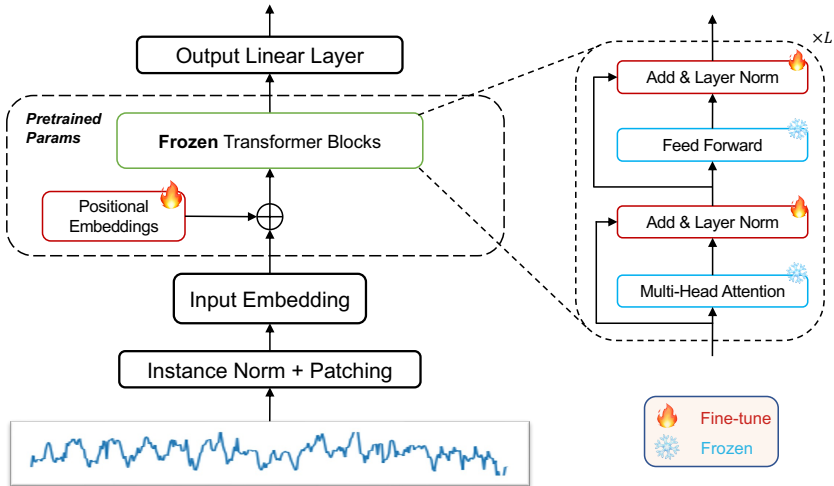 Output Linear Layer
Pretrained
Params
Frozen Transformer Blocks
Positional
Embeddings
Input Embedding
Instance Norm + Patching
×L
Add & Layer Norm
Feed Forward
Add & Layer Norm
Multi-Head Attention
Fine-tune
Frozen